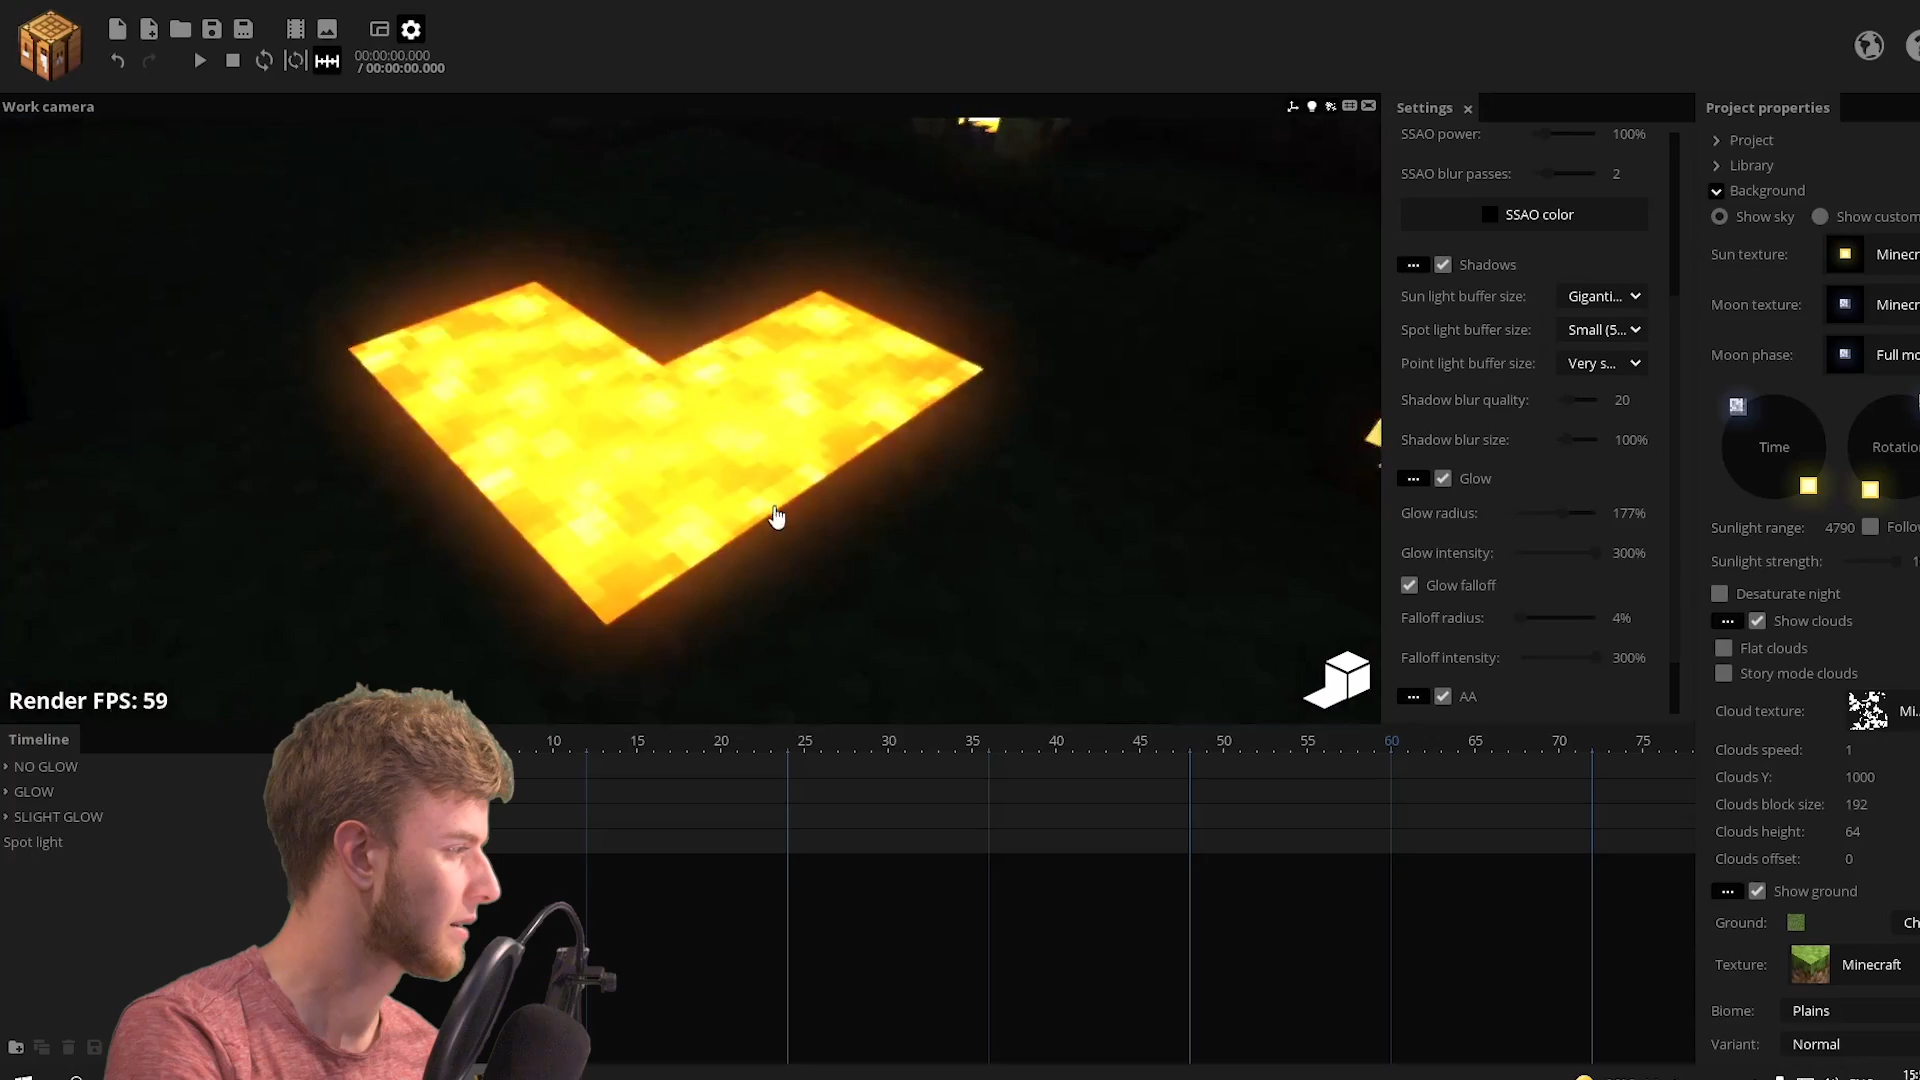 00:00:00.000
/ 00:00:00.000
Work camera
Render FPS: 59
Settings ×
SSAO power: 100%
SSAO blur passes: 2
SSAO color
Shadows
Sun light buffer size: Giganti...
Spot light buffer size: Small (5...
Point light buffer size: Very s...
Shadow blur quality: 20
Shadow blur size: 100%
Glow
Glow radius: 177%
Glow intensity: 300%
Glow falloff
Falloff radius: 4%
Falloff intensity: 300%
AA
Project properties
Project
Library
Background
Show sky Show custom
Sun texture: Minecr
Moon texture: Minecr
Moon phase: Full mo
Time Rotatio
Sunlight range: 4790 Follo
Sunlight strength: 1
Desaturate night
Show clouds
Flat clouds
Story mode clouds
Cloud texture: Mi...
Clouds speed: 1
Clouds Y: 1000
Clouds block size: 192
Clouds height: 64
Clouds offset: 0
Show ground
Ground: Ch
Texture: Minecraft
Biome: Plains
Variant: Normal
Timeline
10 15 20 25 30 35 40 45 50 55 60 65 70 75
NO GLOW
GLOW
SLIGHT GLOW
Spot light